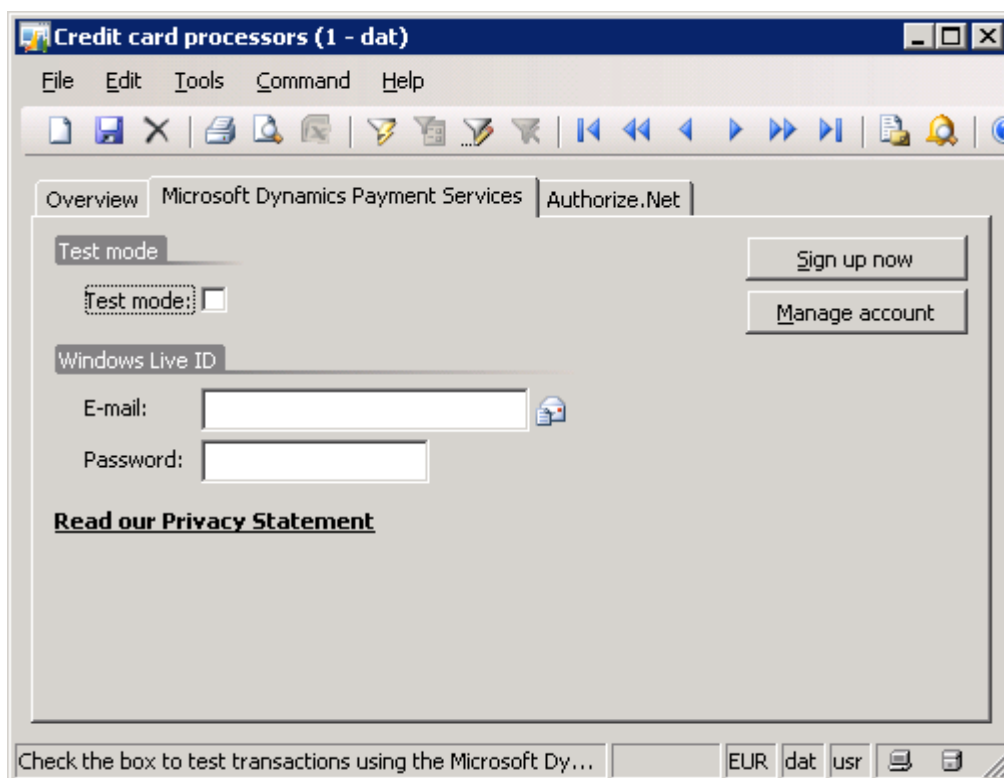 Credit card processors (1 - dat)
File Edit Tools Command Help
Overview Microsoft Dynamics Payment Services Authorize.Net
Test mode
Sign up now
Test mode:
Manage account
Windows Live ID
E-mail:
Password:
Read our Privacy Statement
Check the box to test transactions using the Microsoft Dy... EUR dat usr